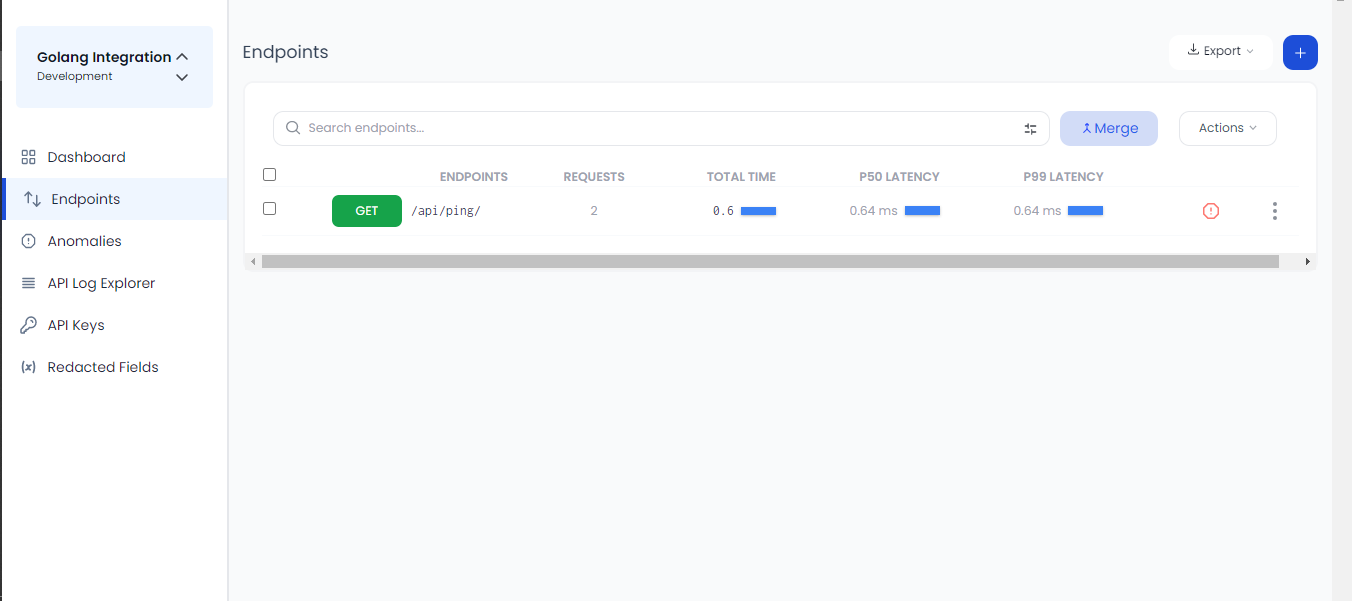 Golang Integration
Development
Dashboard
Endpoints
Anomalies
API Log Explorer
API Keys
Redacted Fields
Endpoints
Export
+
Search endpoints...
Merge
Actions
ENDPOINTS REQUESTS TOTAL TIME P50 LATENCY P99 LATENCY
GET /api/ping/ 2 0.6 0.64 ms 0.64 ms